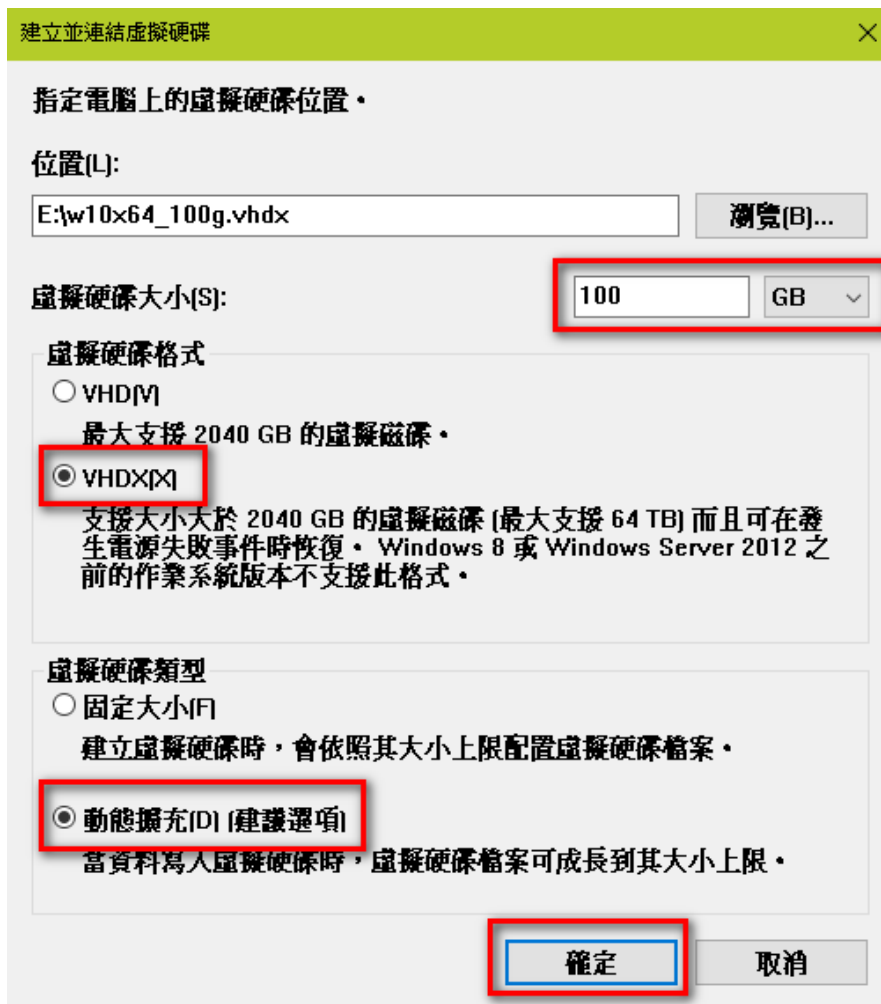 建立並連結虛擬硬碟
指定電腦上的虛擬硬碟位置。
位置(L):
E:\w10x64_100g.vhdx
瀏覽(B)...
虛擬硬碟大小(S):
100
GB
虛擬硬碟格式
VHD(V)
最大支援 2040 GB 的虛擬磁碟。
VHDX(X)
支援大小大於 2040 GB 的虛擬磁碟 (最大支援 64 TB) 而且可在發
生電源失敗事件時恢復。 Windows 8 或 Windows Server 2012 之
前的作業系統版本不支援此格式。
虛擬硬碟類型
固定大小(F)
建立虛擬硬碟時，會依照其大小上限配置虛擬硬碟檔案。
動態擴充(D) (建議選項)
當資料寫入虛擬硬碟時，虛擬硬碟檔案可成長到其大小上限。
確定
取消